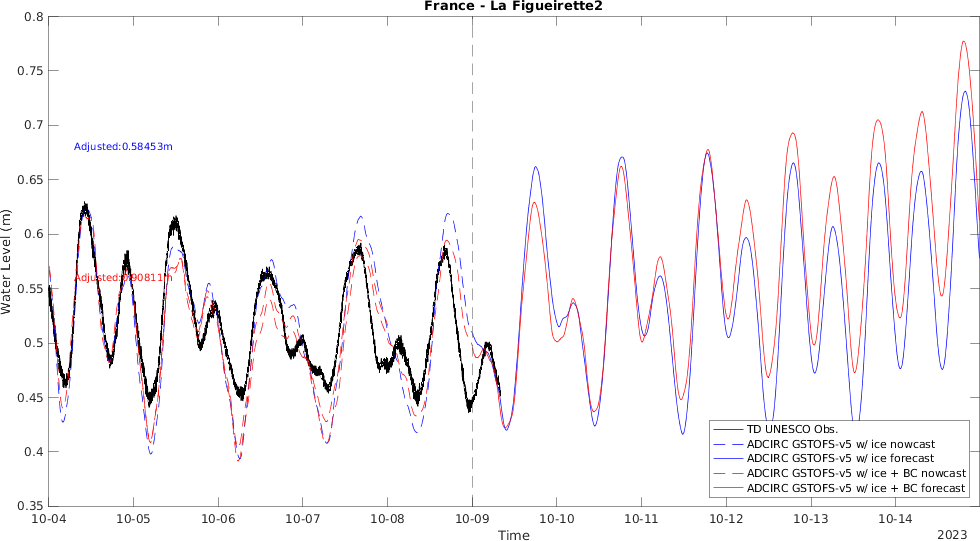 France - La Figueirette2
0.8
0.75
0.7
0.65
0.6
0.55
0.5
0.45
0.4
0.35
Water Level (m)
Adjusted:0.58453m
Adjusted:0.90811m
TD UNESCO Obs.
ADCIRC GSTOFS-v5 w/ ice nowcast
ADCIRC GSTOFS-v5 w/ ice forecast
ADCIRC GSTOFS-v5 w/ ice + BC nowcast
ADCIRC GSTOFS-v5 w/ ice + BC forecast
10-04 10-05 10-06 10-07 10-08 10-09 10-10 10-11 10-12 10-13 10-14
Time
2023